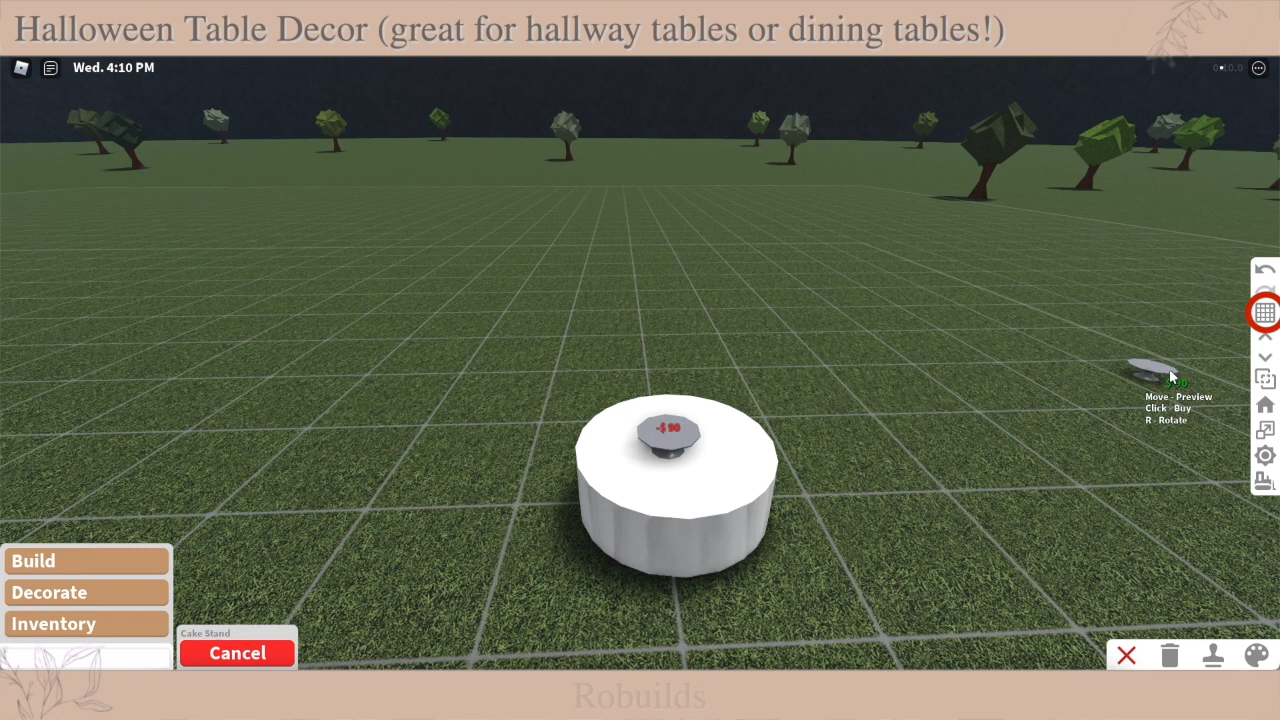 Halloween Table Decor (great for hallway tables or dining tables!)
Wed. 4:10 PM
-$90
Move - Preview
Click - Buy
R - Rotate
Build
Decorate
Inventory
Cake Stand
Cancel
Robuilds